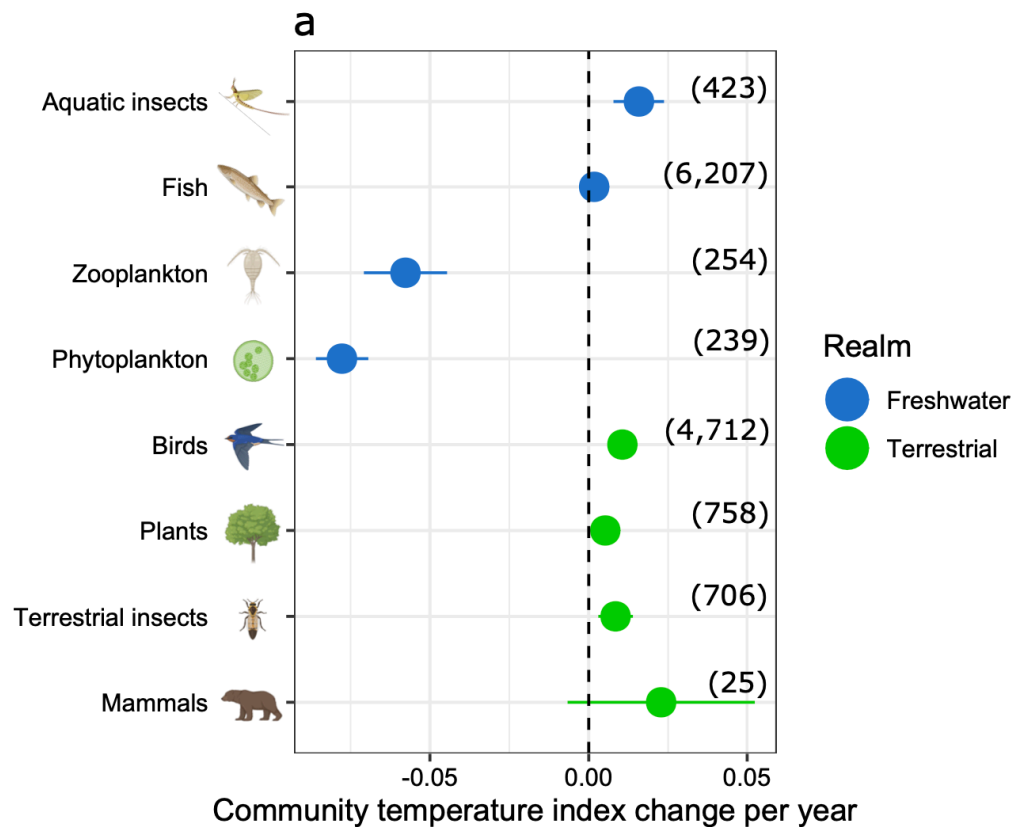 a
Aquatic insects (423)
Fish (6,207)
Zooplankton (254)
Phytoplankton (239)
Birds (4,712)
Plants (758)
Terrestrial insects (706)
Mammals (25)
-0.05 0.00 0.05
Community temperature index change per year
Realm
Freshwater
Terrestrial